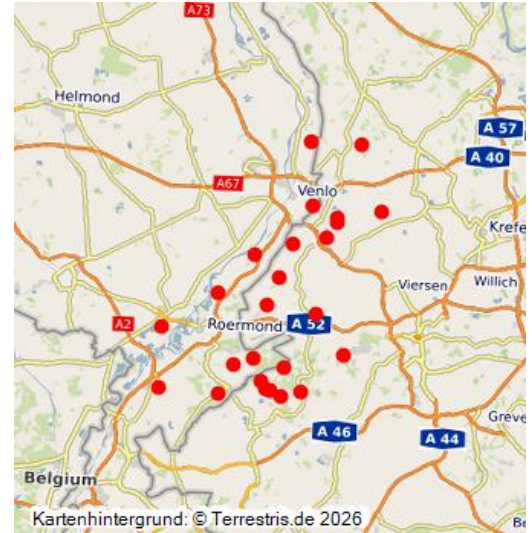 A73
Helmond
A 57
A 40
A67
Venlo
Krefe
Viersen
Willich
A2
Roermond
A 52
Greve
A 46
A 44
Belgium
Be
Kartenhintergrund: © Terrestris.de 2026